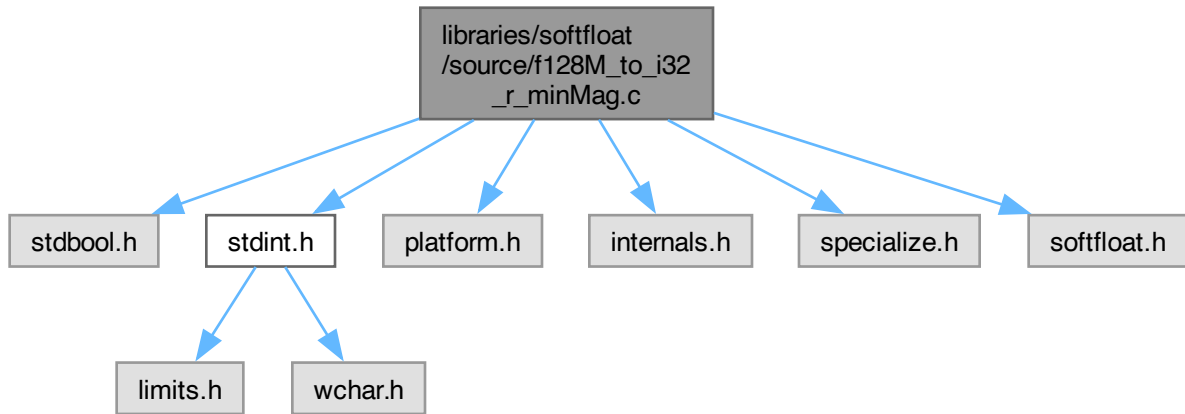 libraries/softfloat
/source/f128M_to_i32
_r_minMag.c
stdbool.h
stdint.h
platform.h
internals.h
specialize.h
softfloat.h
limits.h
wchar.h